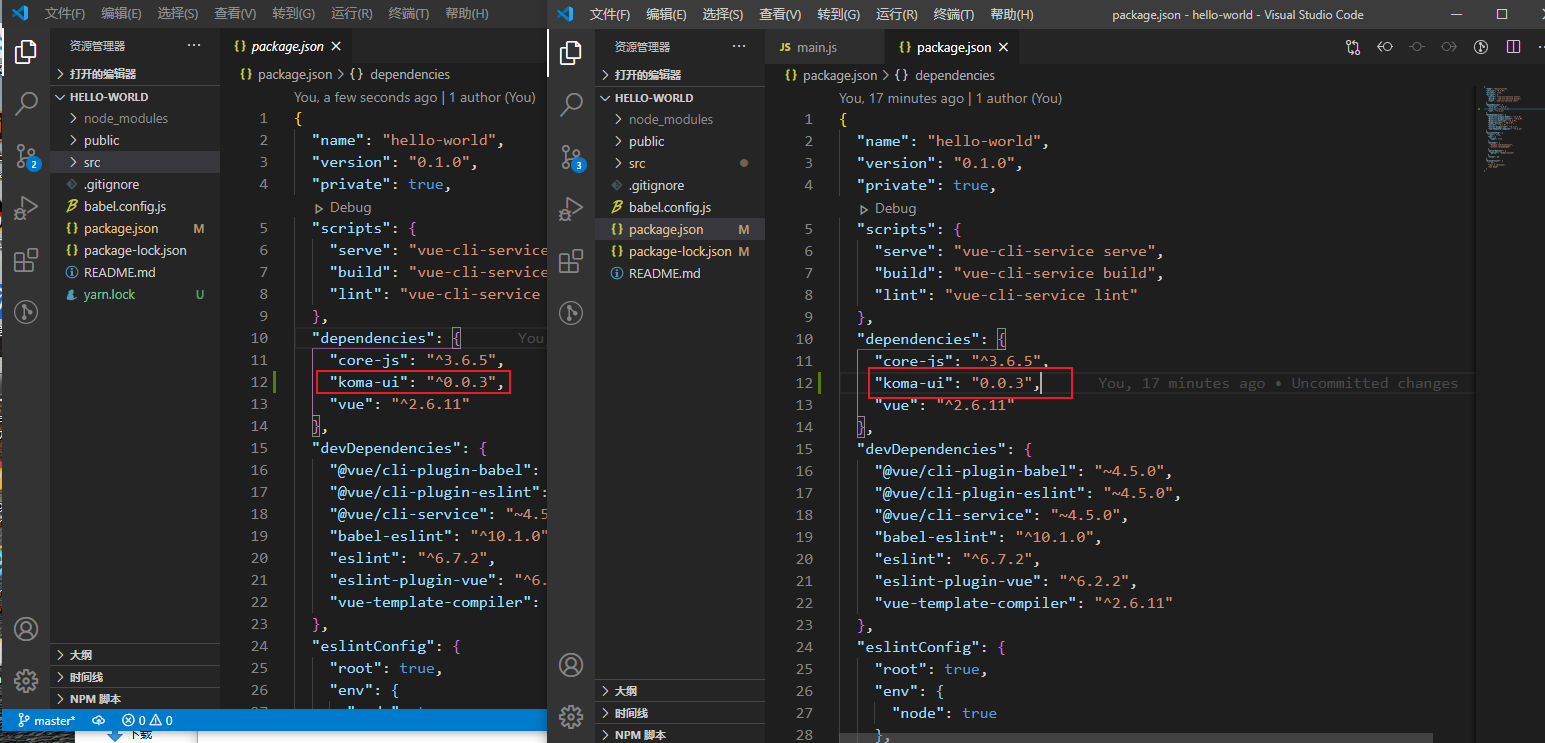 文件(F) 编辑(E) 选择(S) 查看(V) 转到(G) 运行(R) 终端(T) 帮助(H)
资源管理器 ···
打开的编辑器
HELLO-WORLD
node_modules
public
src
.gitignore
babel.config.js
package.json M
package-lock.json
README.md
yarn.lock U
2
大纲
时间线
NPM 脚本
master* 0 0
下载
{} package.json
{} package.json > {} dependencies
You, a few seconds ago | 1 author (You)
1 {
2 "name": "hello-world",
3 "version": "0.1.0",
4 "private": true,
Debug
5 "scripts": {
6 "serve": "vue-cli-service
7 "build": "vue-cli-service
8 "lint": "vue-cli-service
9 },
10 "dependencies": { You
11 "core-js": "^3.6.5",
12 "koma-ui": "^0.0.3",
13 "vue": "^2.6.11"
14 },
15 "devDependencies": {
16 "@vue/cli-plugin-babel":
17 "@vue/cli-plugin-eslint":
18 "@vue/cli-service": "~4.5
19 "babel-eslint": "^10.1.0"
20 "eslint": "^6.7.2",
21 "eslint-plugin-vue": "^6.
22 "vue-template-compiler":
23 },
24 "eslintConfig": {
25 "root": true,
26 "env": {
文件(F) 编辑(E) 选择(S) 查看(V) 转到(G) 运行(R) 终端(T) 帮助(H) package.json - hello-world - Visual Studio Code
资源管理器 ···
打开的编辑器
HELLO-WORLD
node_modules
public
src
.gitignore
babel.config.js
package.json M
package-lock.json M
README.md
3
大纲
时间线
NPM 脚本
JS main.js {} package.json
{} package.json > {} dependencies
You, 17 minutes ago | 1 author (You)
1 {
2 "name": "hello-world",
3 "version": "0.1.0",
4 "private": true,
Debug
5 "scripts": {
6 "serve": "vue-cli-service serve",
7 "build": "vue-cli-service build",
8 "lint": "vue-cli-service lint"
9 },
10 "dependencies": {
11 "core-js": "^3.6.5",
12 "koma-ui": "0.0.3", You, 17 minutes ago • Uncommitted changes
13 "vue": "^2.6.11"
14 },
15 "devDependencies": {
16 "@vue/cli-plugin-babel": "~4.5.0",
17 "@vue/cli-plugin-eslint": "~4.5.0",
18 "@vue/cli-service": "~4.5.0",
19 "babel-eslint": "^10.1.0",
20 "eslint": "^6.7.2",
21 "eslint-plugin-vue": "^6.2.2",
22 "vue-template-compiler": "^2.6.11"
23 },
24 "eslintConfig": {
25 "root": true,
26 "env": {
27 "node": true
28 },